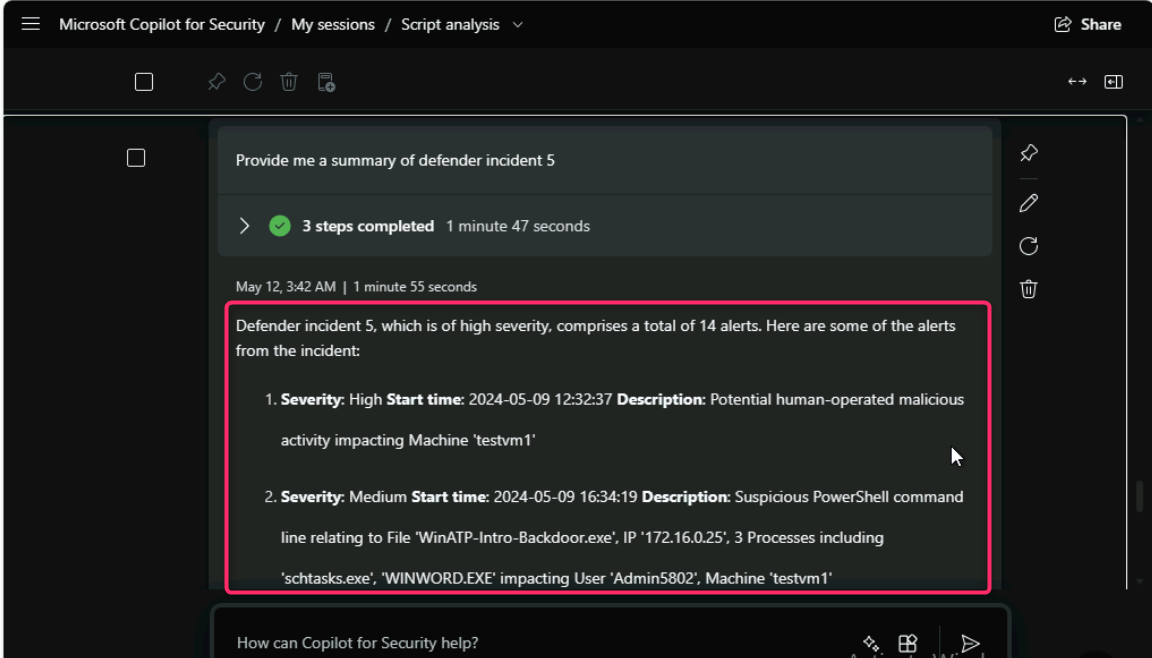 Microsoft Copilot for Security / My sessions / Script analysis
Share
Provide me a summary of defender incident 5
3 steps completed 1 minute 47 seconds
May 12, 3:42 AM | 1 minute 55 seconds
Defender incident 5, which is of high severity, comprises a total of 14 alerts. Here are some of the alerts
from the incident:
1. Severity: High Start time: 2024-05-09 12:32:37 Description: Potential human-operated malicious
activity impacting Machine 'testvm1'
2. Severity: Medium Start time: 2024-05-09 16:34:19 Description: Suspicious PowerShell command
line relating to File 'WinATP-Intro-Backdoor.exe', IP '172.16.0.25', 3 Processes including
'schtasks.exe', 'WINWORD.EXE' impacting User 'Admin5802', Machine 'testvm1'
How can Copilot for Security help?